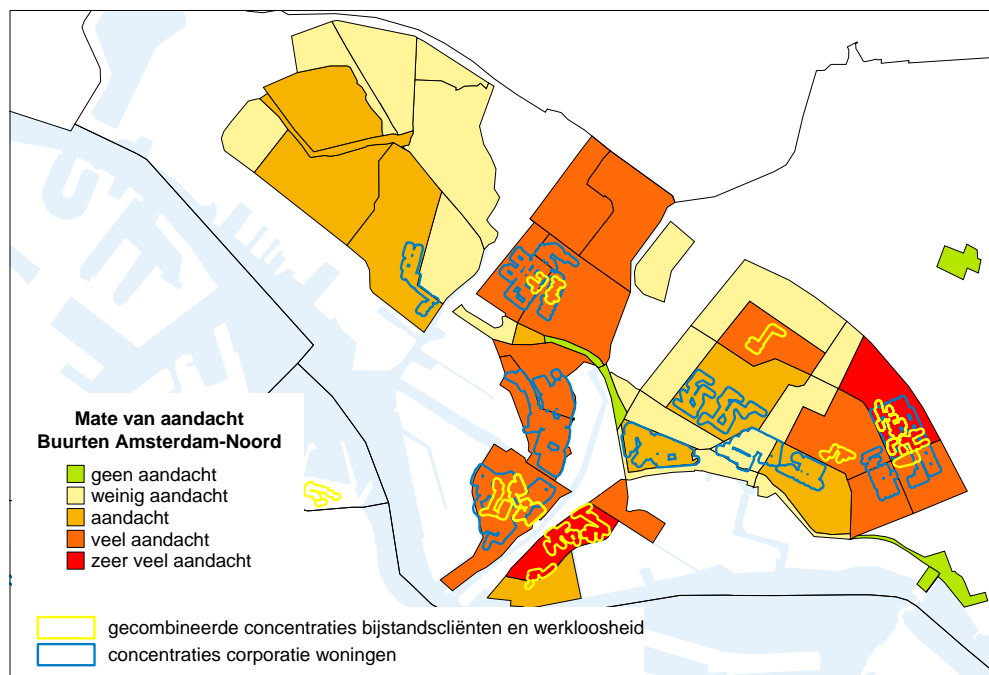 Mate van aandacht
Buurten Amsterdam-Noord
geen aandacht
weinig aandacht
aandacht
veel aandacht
zeer veel aandacht
gecombineerde concentraties bijstandscliënten en werkloosheid
concentraties corporatie woningen